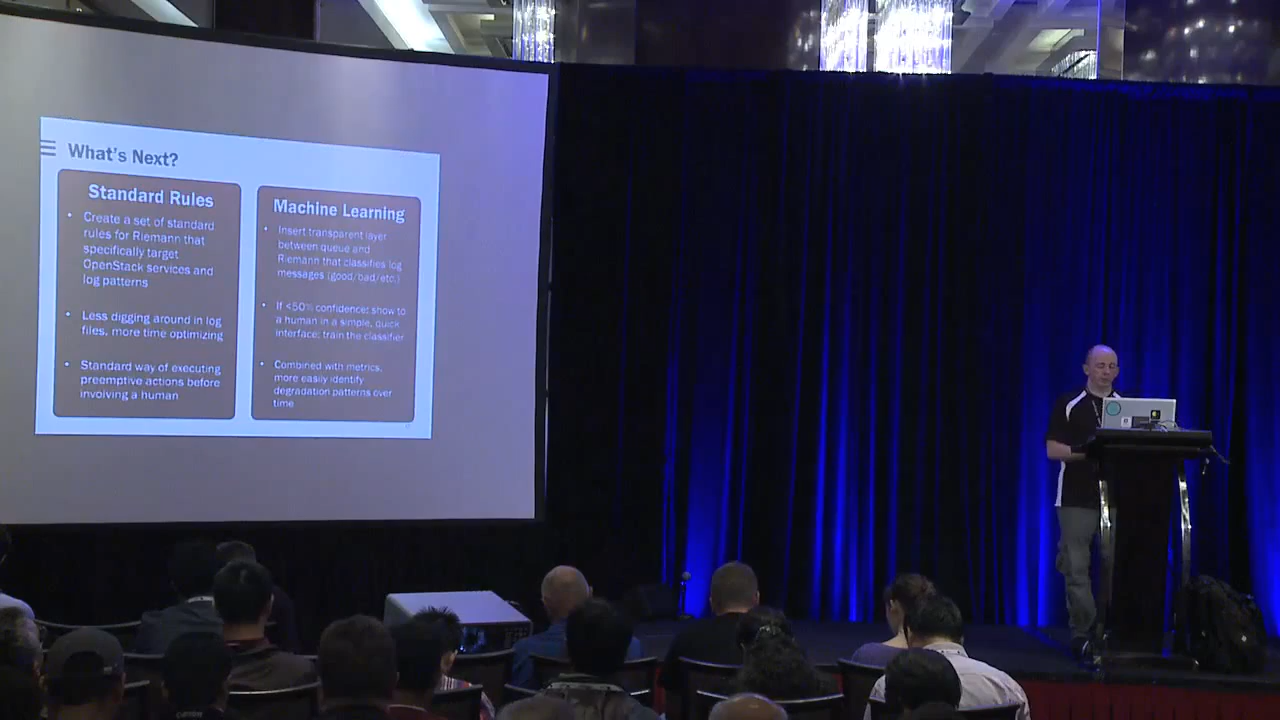 What's Next?
Standard Rules
• Create a set of standard
rules for Riemann that
specifically target
OpenStack services and
log patterns
• Less digging around in log
files, more time optimizing
• Standard way of executing
preemptive actions before
involving a human
Machine Learning
• Insert transparent layer
between queue and
Riemann that classifies log
messages (good/bad/etc.)
• If <50% confidence: show to
a human in a simple, quick
interface; train the classifier
• Combined with metrics,
more easily identify
degradation patterns over
time